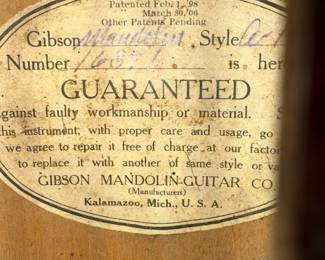 Patented Feb. 1, '98
March 30, '06
Other Patents Pending
Gibson Mandolin Style
Number is her
GUARANTEED
against faulty workmanship or material. S
this instrument, with proper care and usage, go
we agree to repair it free of charge at our factor
to replace it with another of same style or va
GIBSON MANDOLIN-GUITAR CO
(Manufacturers)
Kalamazoo, Mich., U. S. A.